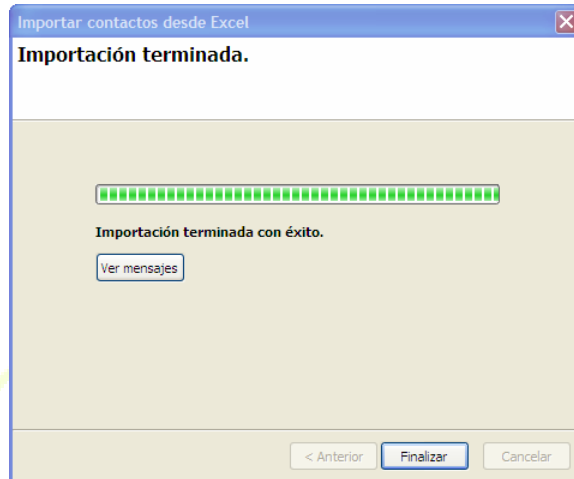 Importar contactos desde Excel
Importación terminada.
Importación terminada con éxito.
Ver mensajes
< Anterior Finalizar Cancelar